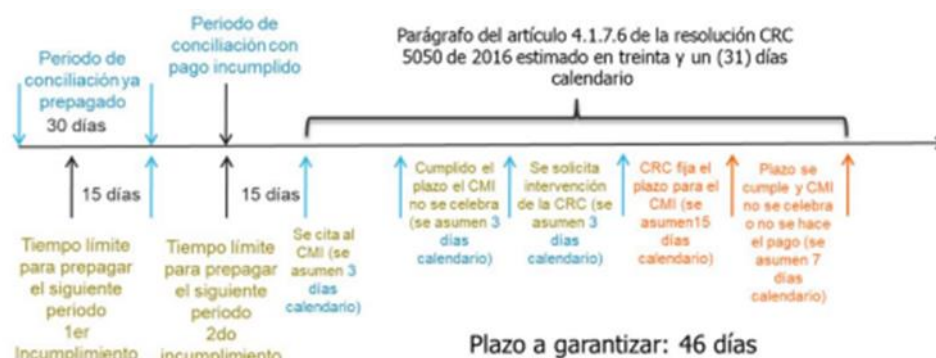 Periodo de
conciliación ya
prepagado
30 días
Periodo de
conciliación con
pago incumplido
Parágrafo del artículo 4.1.7.6 de la resolución CRC
5050 de 2016 estimado en treinta y un (31) días
calendario
15 días
15 días
Tiempo límite
para prepagar
el siguiente
periodo
1er
Incumplimiento
Tiempo límite
para prepagar
el siguiente
periodo
2do
incumplimiento
Se cita al
CMI (se
asumen 3
días
calendario)
Cumplido el
plazo el CMI
no se celebra
(se asumen 3
días
calendario)
Se solicita
intervención
de la CRC (se
asumen 3
días
calendario)
CRC fija el
plazo para el
CMI (se
asumen15
días
calendario)
Plazo se
cumple y CMI
no se celebra
o no se hace
el pago (se
asumen 7
días
calendario)
Plazo a garantizar: 46 días